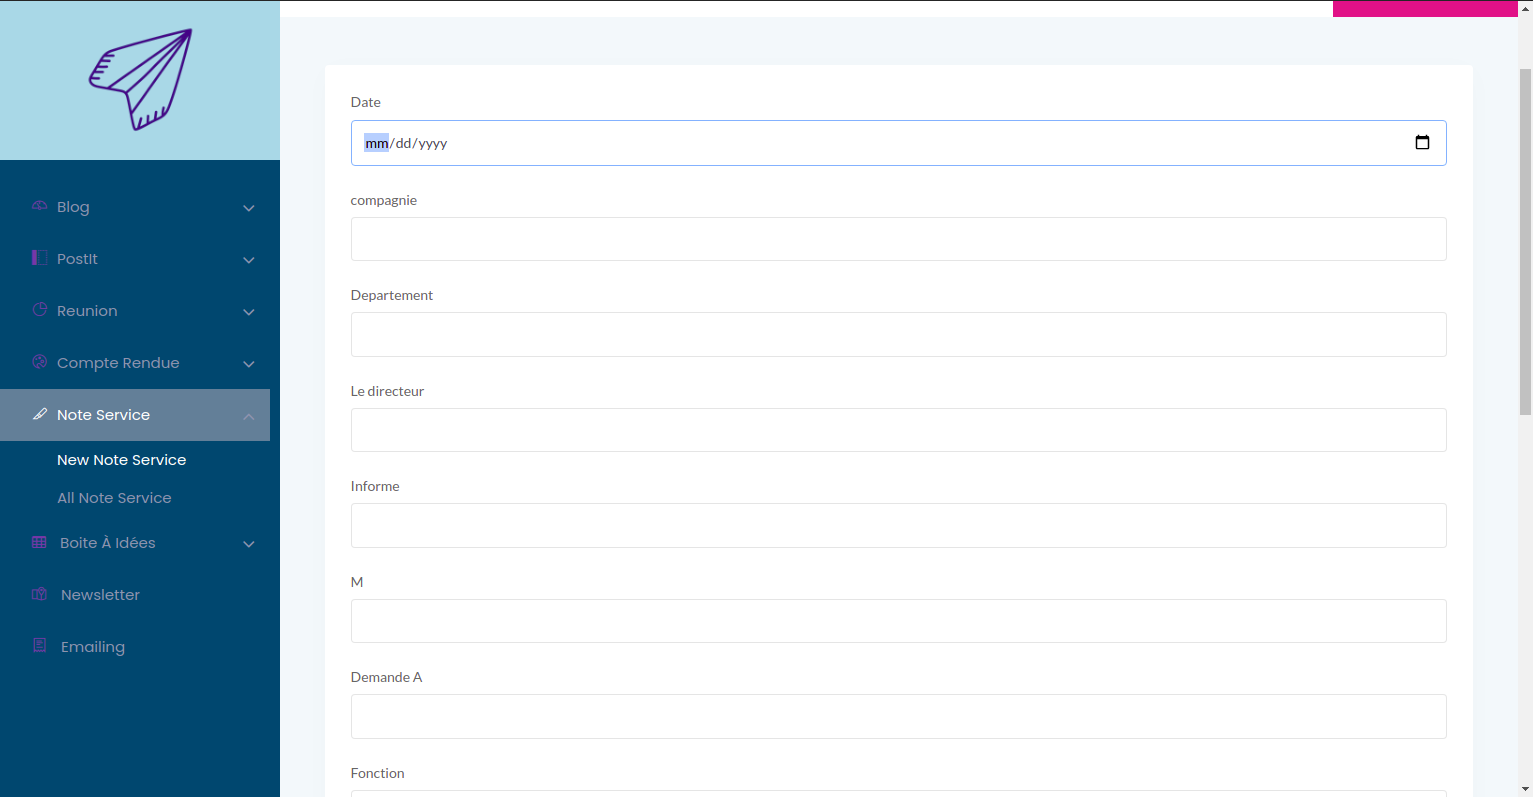 Blog
PostIt
Reunion
Compte Rendue
Note Service
New Note Service
All Note Service
Boite À Idées
Newsletter
Emailing
Date
mm/dd/yyyy
compagnie
Departement
Le directeur
Informe
M
Demande A
Fonction